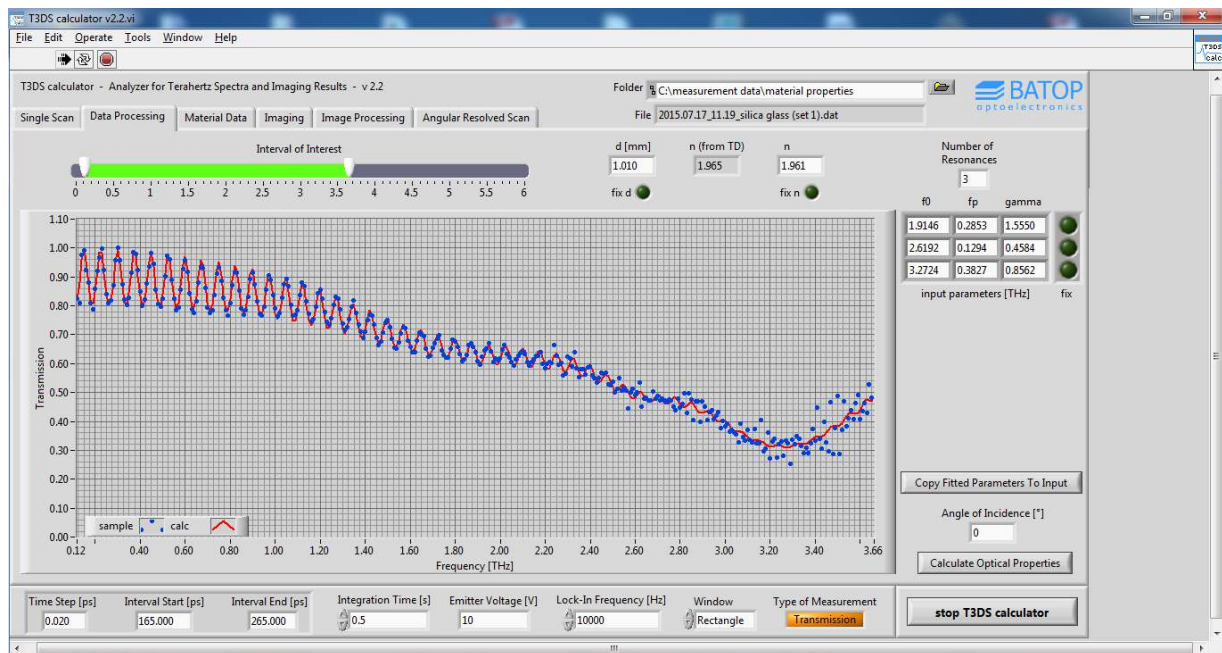 T3DS calculator v2.2.vi
File Edit Operate Tools Window Help
T3DS
calc
T3DS calculator - Analyzer for Terahertz Spectra and Imaging Results - v 2.2
Folder C:\measurement data\material properties
BATOP
optoelectronics
File 2015.07.17_11.19_silica glass (set 1).dat
Single Scan Data Processing Material Data Imaging Image Processing Angular Resolved Scan
Interval of Interest
0 0.5 1 1.5 2 2.5 3 3.5 4 4.5 5 5.5 6
d [mm] n (from TD) n
1.010 1.965 1.961
fix d fix n
Number of
Resonances
3
f0 fp gamma
1.9146 0.2853 1.5550
2.6192 0.1294 0.4584
3.2724 0.3827 0.8562
input parameters [THz] fix
Transmission
1.10
1.00
0.90
0.80
0.70
0.60
0.50
0.40
0.30
0.20
0.10
0.00
sample calc
0.12 0.40 0.60 0.80 1.00 1.20 1.40 1.60 1.80 2.00 2.20 2.40 2.60 2.80 3.00 3.20 3.40 3.66
Frequency [THz]
Copy Fitted Parameters To Input
Angle of Incidence [°]
0
Calculate Optical Properties
Time Step [ps] Interval Start [ps] Interval End [ps] Integration Time [s] Emitter Voltage [V] Lock-In Frequency [Hz] Window Type of Measurement
0.020 165.000 265.000 0.5 10 10000 Rectangle Transmission
stop T3DS calculator